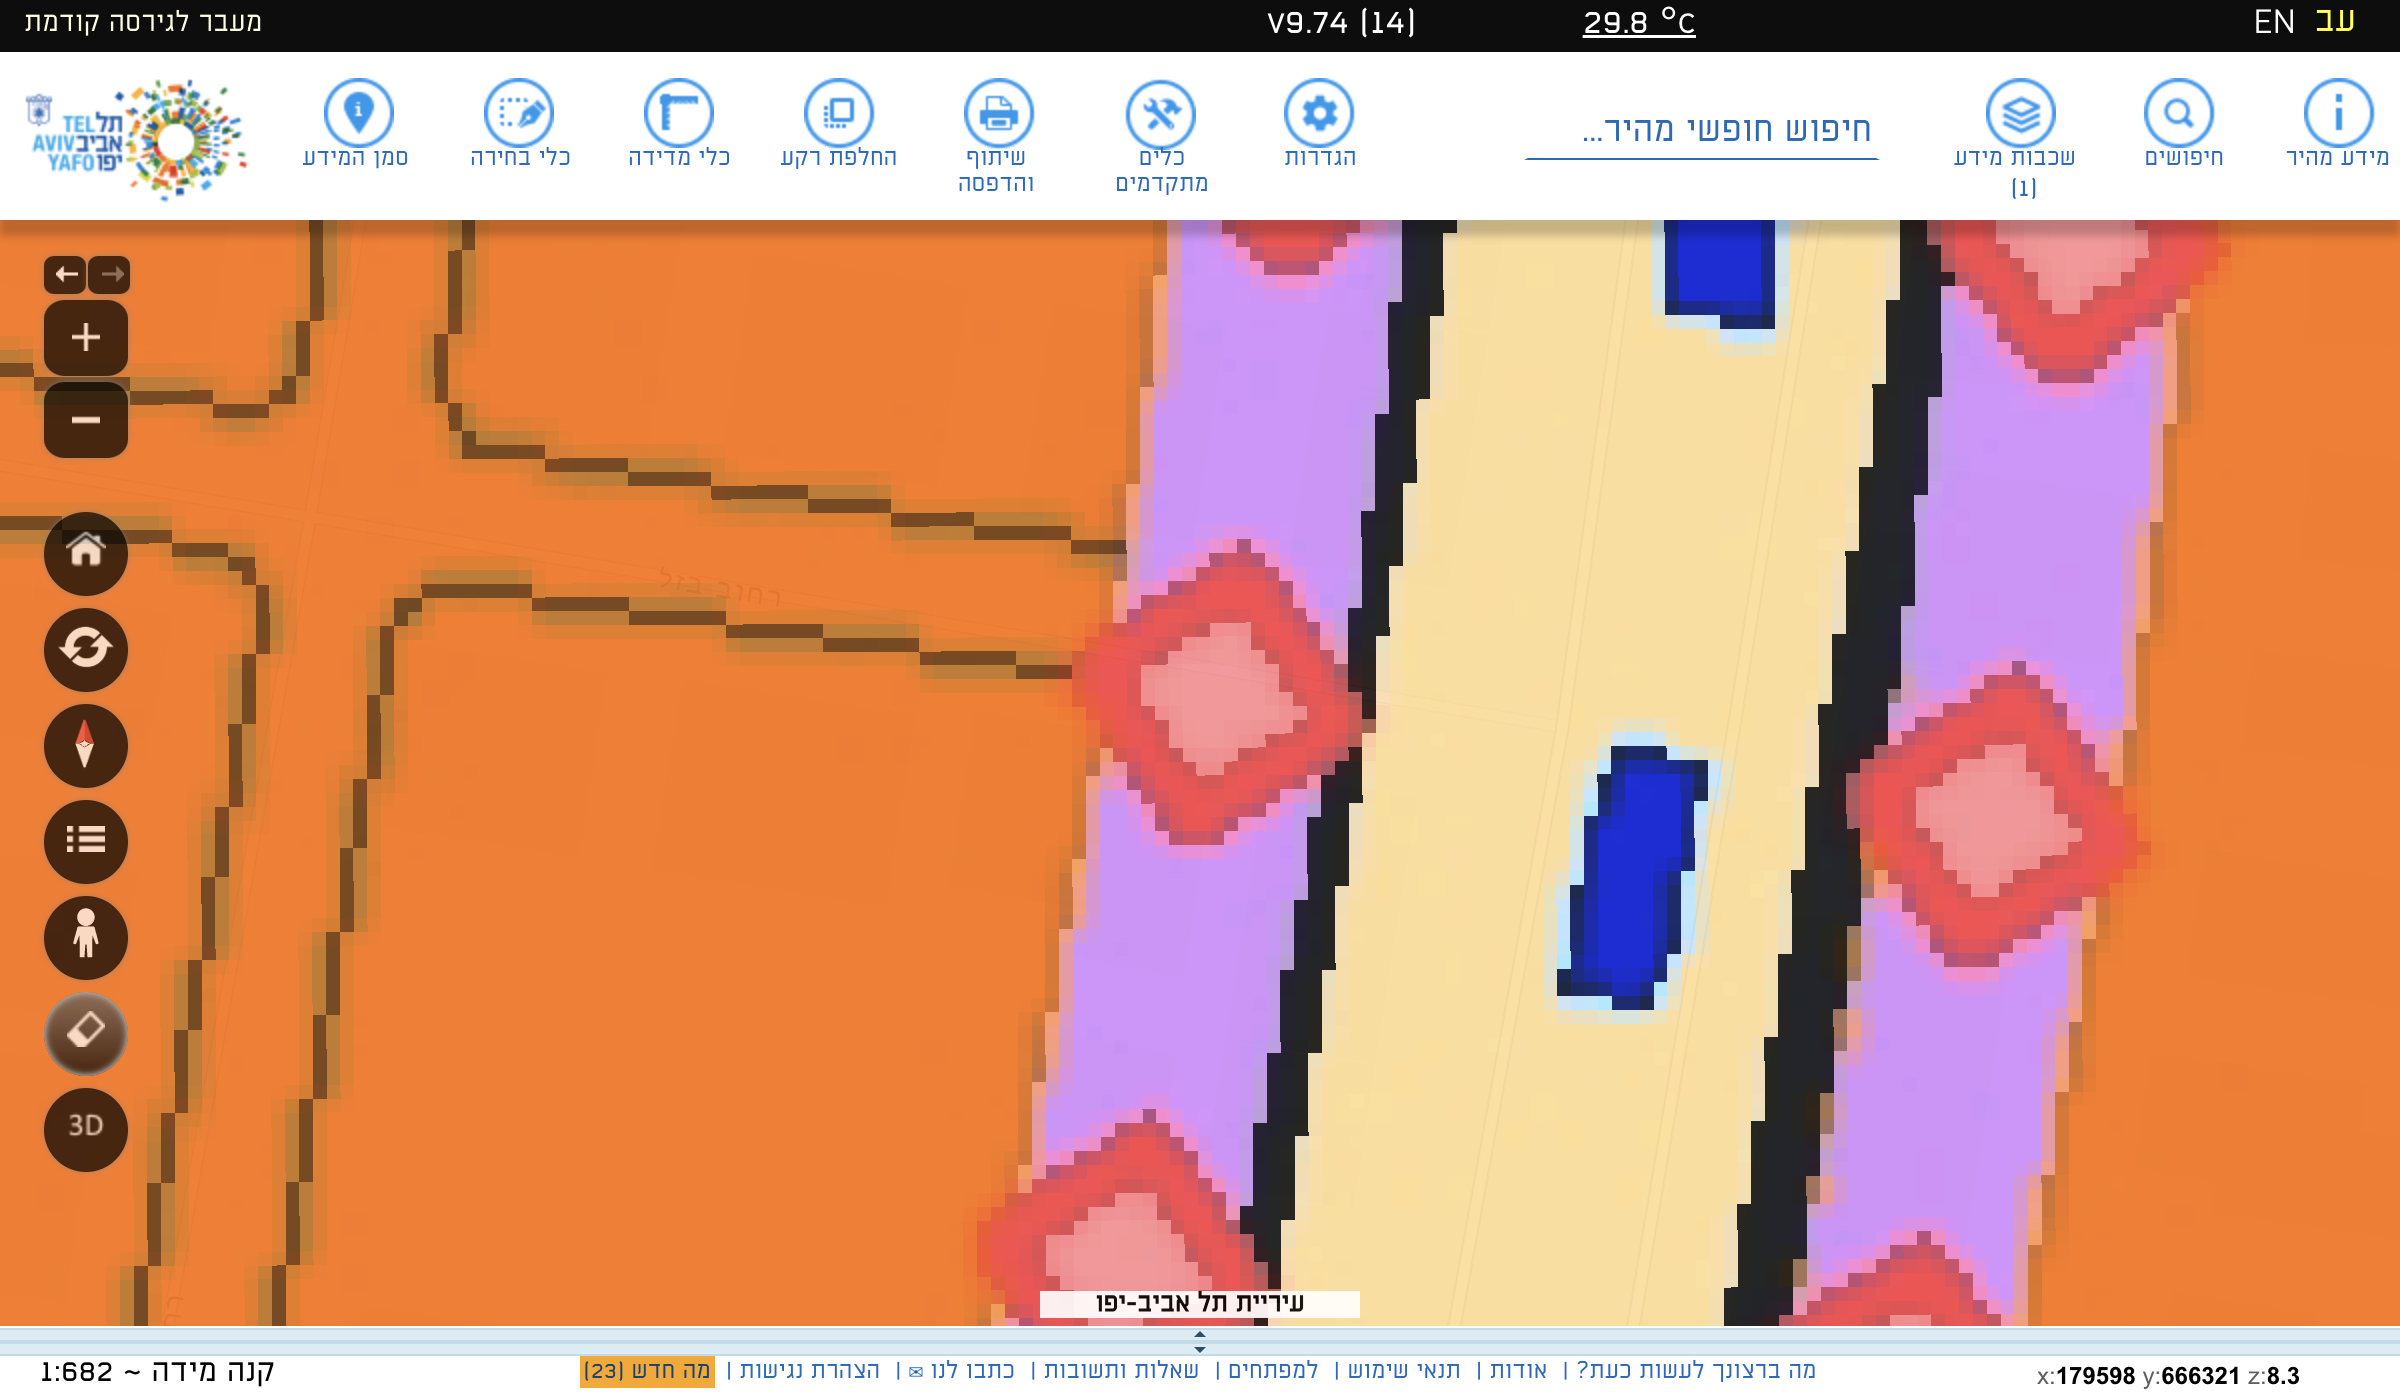 עב EN
29.8 °C
V9.74 (14)
מעבר לגירסה קודמת
מידע מהיר
חיפושים
שכבות מידע
(1)
חיפוש חופשי מהיר...
הגדרות
כלים
מתקדמים
שיתוף
והדפסה
החלפת רקע
כלי מדידה
כלי בחירה
סמן המידע
תל TEL
אביב AVIV
יפו YAFO
רחוב בזל
3D
עיריית תל אביב-יפו
x:179598 y:666321 z:8.3
מה ברצונך לעשות כעת? | אודות | תנאי שימוש | למפתחים | שאלות ותשובות | כתבו לנו ✉ | הצהרת נגישות | מה חדש (23)
קנה מידה ~ 1:682